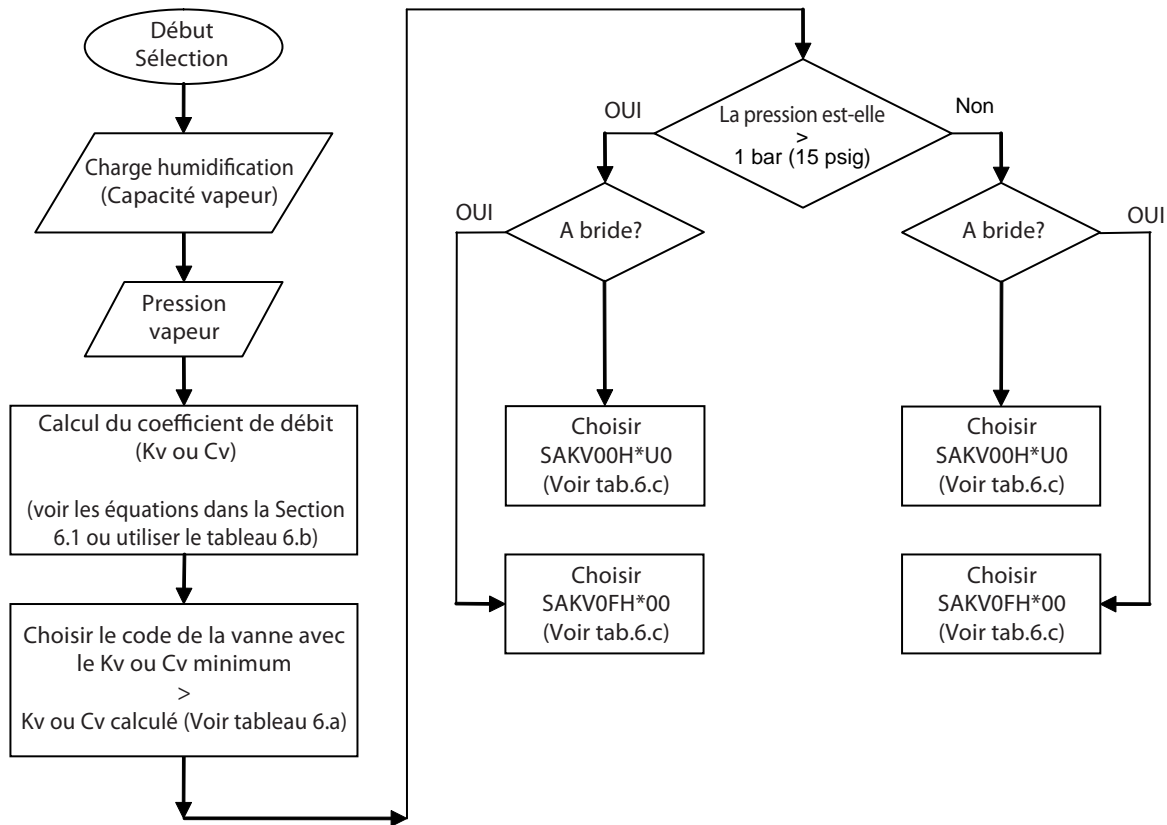 Début
Sélection
Charge humidification
(Capacité vapeur)
Pression
vapeur
Calcul du coefficient de débit
(Kv ou Cv)
(voir les équations dans la Section
6.1 ou utiliser le tableau 6.b)
Choisir le code de la vanne avec
le Kv ou Cv minimum
>
Kv ou Cv calculé (Voir tableau 6.a)
La pression est-elle
>
1 bar (15 psig)
OUI
Non
A bride?
OUI
A bride?
OUI
Choisir
SAKV00H*U0
(Voir tab.6.c)
Choisir
SAKV00H*U0
(Voir tab.6.c)
Choisir
SAKV0FH*00
(Voir tab.6.c)
Choisir
SAKV0FH*00
(Voir tab.6.c)